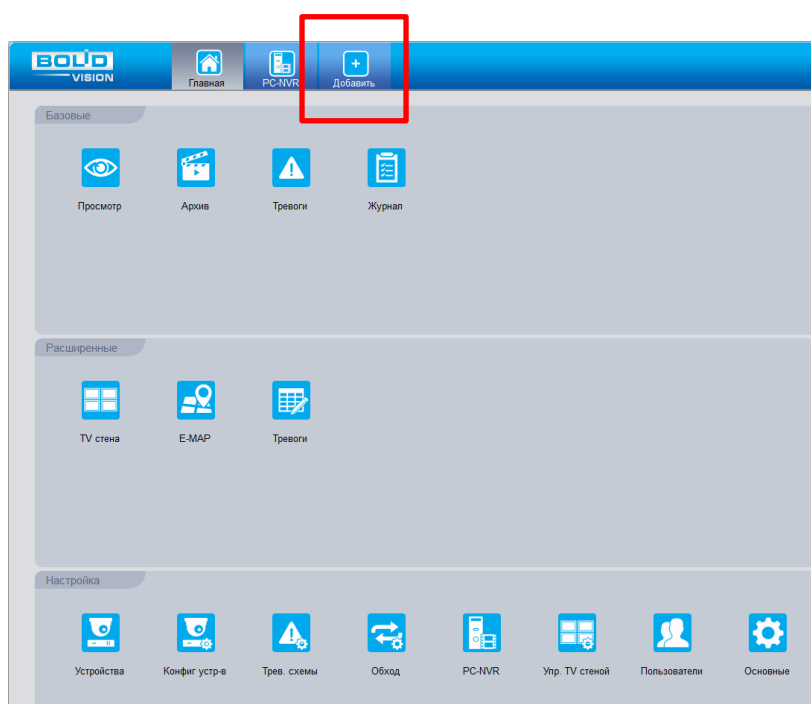 BOLID
VISION
Главная
PC-NVR
Добавить
Базовые
Просмотр
Архив
Тревоги
Журнал
Расширенные
TV стена
E-MAP
Тревоги
Настройка
Устройства
Конфиг устр-в
Трев. схемы
Обход
PC-NVR
Упр. TV стеной
Пользователи
Основные